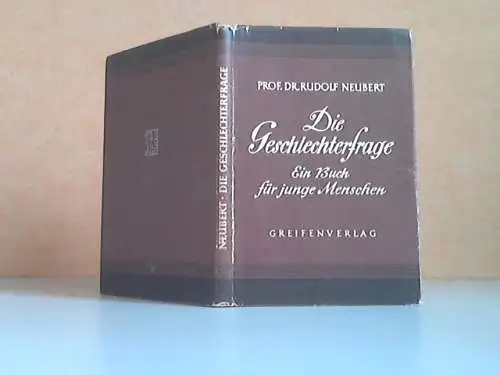 PROF. DR. RUDOLF NEUBERT
Die
Geschlechterfrage
Ein Buch
für junge Menschen
GREIFENVERLAG
NEUBERT · DIE GESCHLECHTERFRAGE